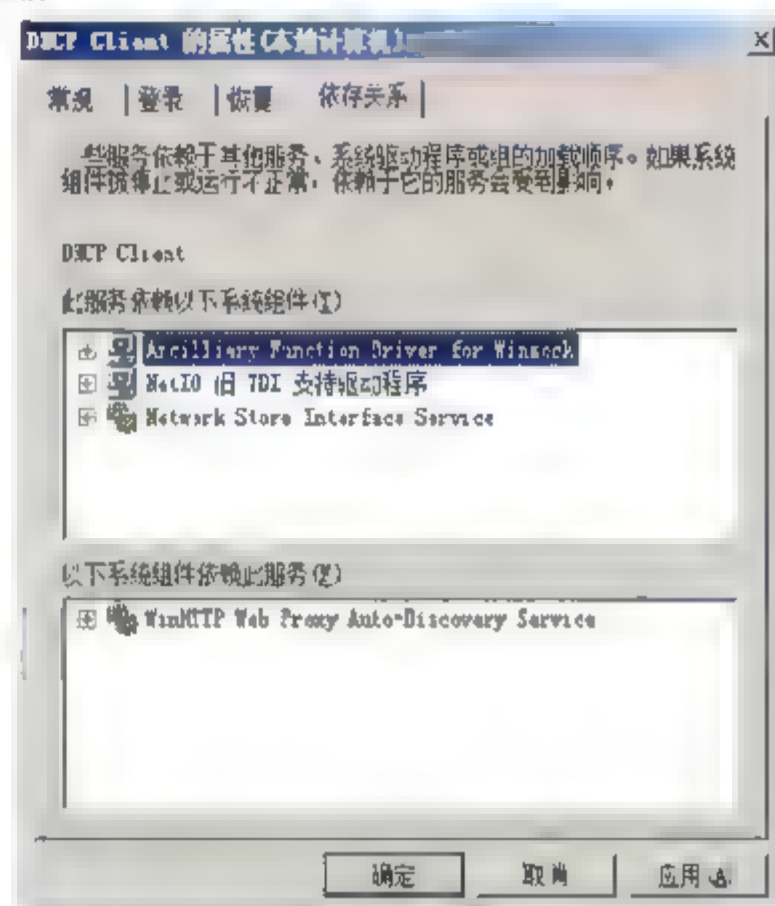 DHCP Client 的属性(本地计算机)
常规 登录 恢复 依存关系
一些服务依赖于其他服务、系统驱动程序或组的加载顺序。如果系统
组件被停止或运行不正常,依赖于它的服务会受到影响。
DHCP Client
此服务依赖以下系统组件(I)
Ancilliary Function Driver for Winsock
NetIO 旧 TDI 支持驱动程序
Network Store Interface Service
以下系统组件依赖此服务
WinHTTP Web Proxy Auto-Discovery Service
确定 取消 应用(A)